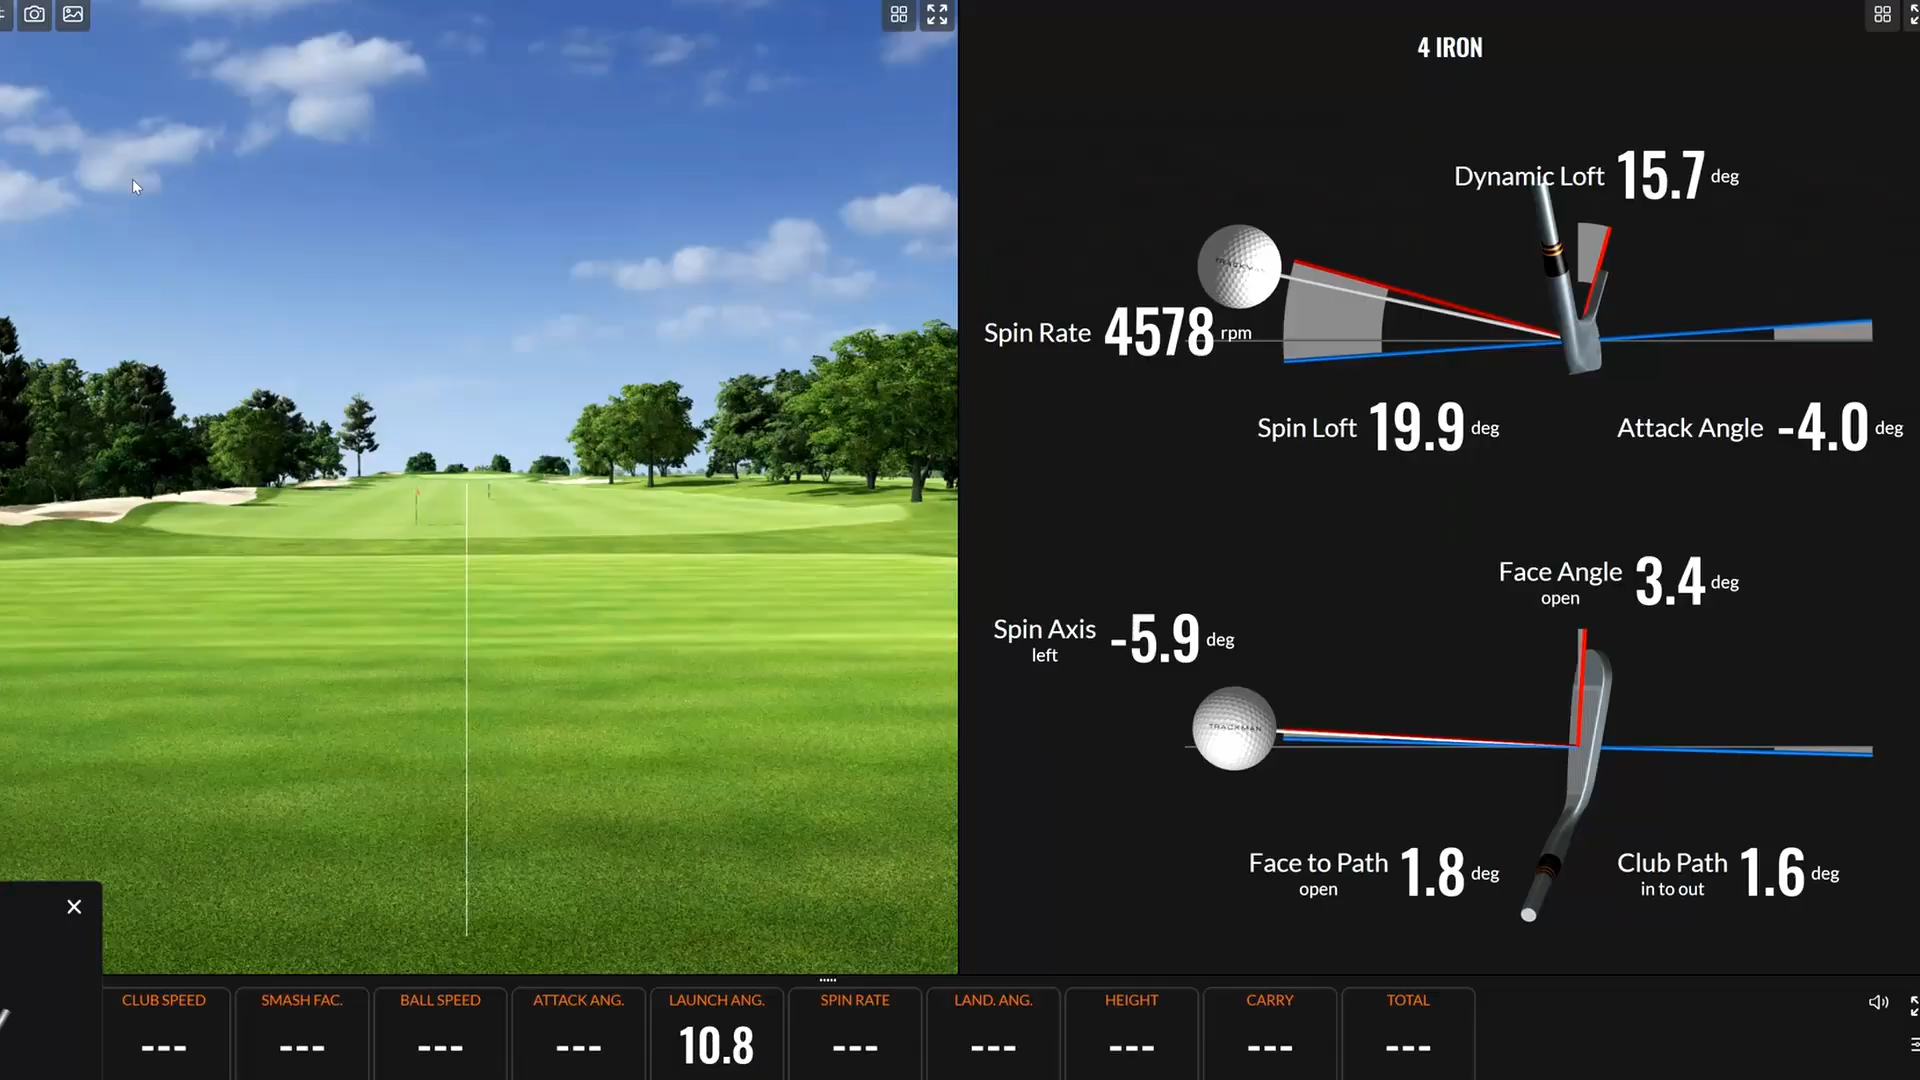 4 IRON
Dynamic Loft 15.7 deg
Spin Rate 4578 rpm
Spin Loft 19.9 deg
Attack Angle -4.0 deg
Face Angle 3.4 deg
open
Spin Axis -5.9 deg
left
TRACKMAN
Face to Path 1.8 deg
open
Club Path 1.6 deg
in to out
CLUB SPEED
---
SMASH FAC.
---
BALL SPEED
---
ATTACK ANG.
---
LAUNCH ANG.
10.8
SPIN RATE
---
LAND. ANG.
---
HEIGHT
---
CARRY
---
TOTAL
---